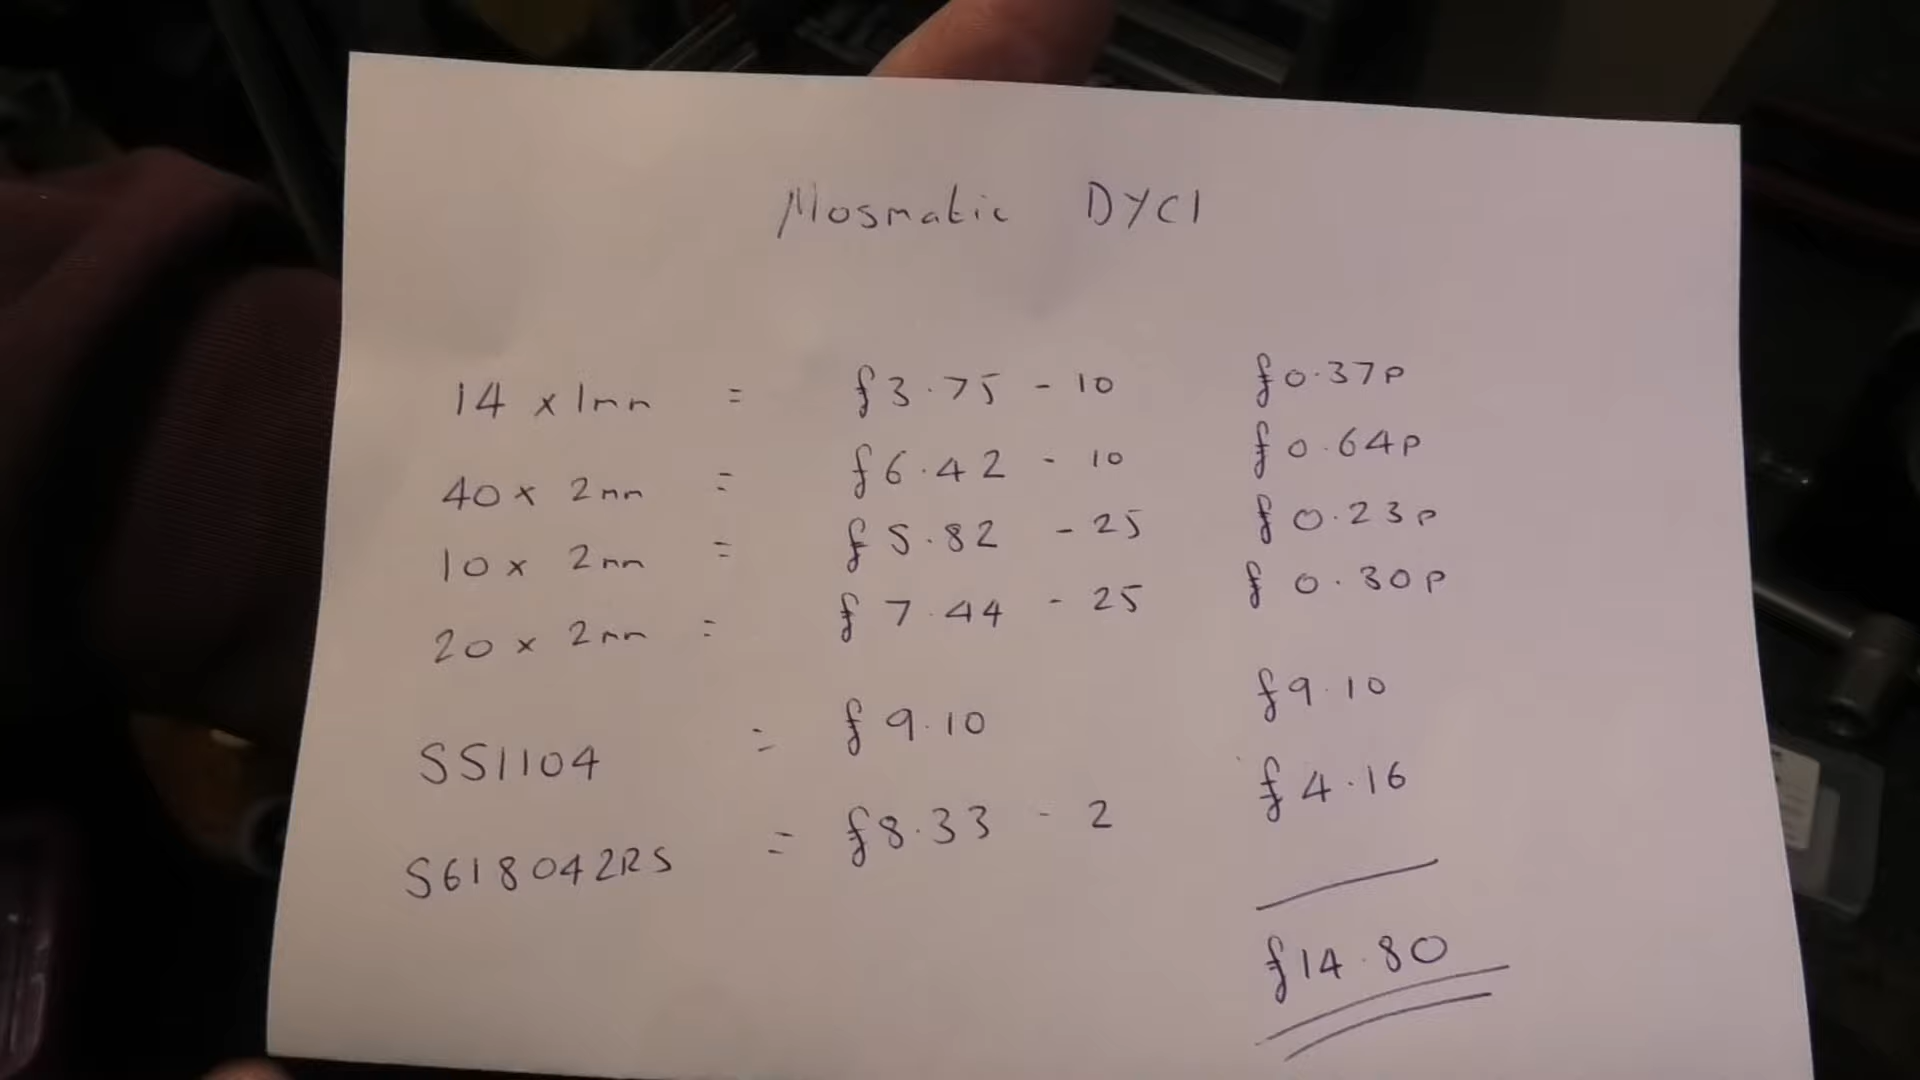 Mosmatic DYC1
14 x 1mm = £3.75 - 10 £0.37p
40 x 2mm = £6.42 - 10 £0.64p
10 x 2mm = £5.82 - 25 £0.23p
20 x 2mm = £7.44 - 25 £0.30p
SS1104 = £9.10 £9.10
S618042RS = £8.33 - 2 £4.16
£14.80